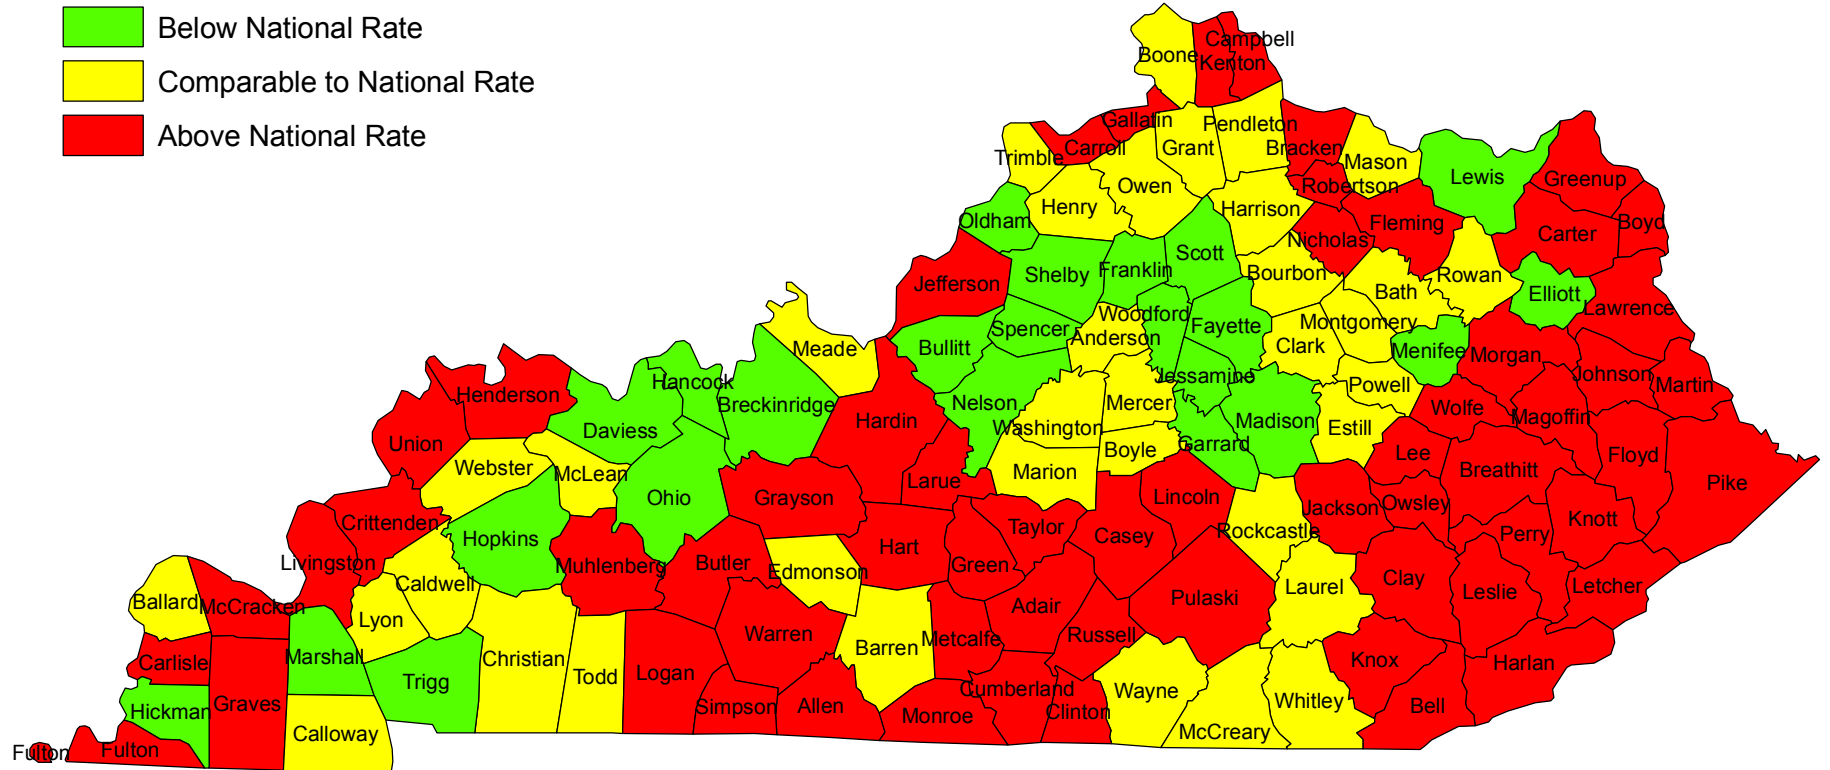 Below National Rate
Comparable to National Rate
Above National Rate
Campbell
Boone
Kenton
Gallatin
Pendleton
Carroll
Grant
Bracken
Trimble
Mason
Owen
Robertson
Lewis
Greenup
Henry
Harrison
Oldham
Fleming
Boyd
Nicholas
Carter
Scott
Shelby
Franklin
Bourbon
Rowan
Jefferson
Bath
Elliott
Lawrence
Woodford
Spencer
Anderson
Fayette
Montgomery
Clark
Bullitt
Meade
Menifee
Morgan
Johnson
Hancock
Jessamine
Powell
Martin
Henderson
Breckinridge
Nelson
Mercer
Wolfe
Magoffin
Hardin
Madison
Daviess
Washington
Estill
Union
Garrard
Boyle
Lee
Floyd
Webster
McLean
Marion
Breathitt
Larue
Pike
Ohio
Grayson
Lincoln
Owsley
Jackson
Crittenden
Taylor
Knott
Rockcastle
Casey
Perry
Hopkins
Hart
Livingston
Muhlenberg
Butler
Green
Edmonson
Clay
Caldwell
Laurel
Letcher
Leslie
Ballard
McCracken
Adair
Pulaski
Lyon
Warren
Russell
Metcalfe
Barren
Marshall
Christian
Knox
Harlan
Carlisle
Logan
Todd
Trigg
Cumberland
Wayne
Whitley
Graves
Simpson
Allen
Bell
Hickman
Clinton
Monroe
Calloway
McCreary
Fulton
Fulton